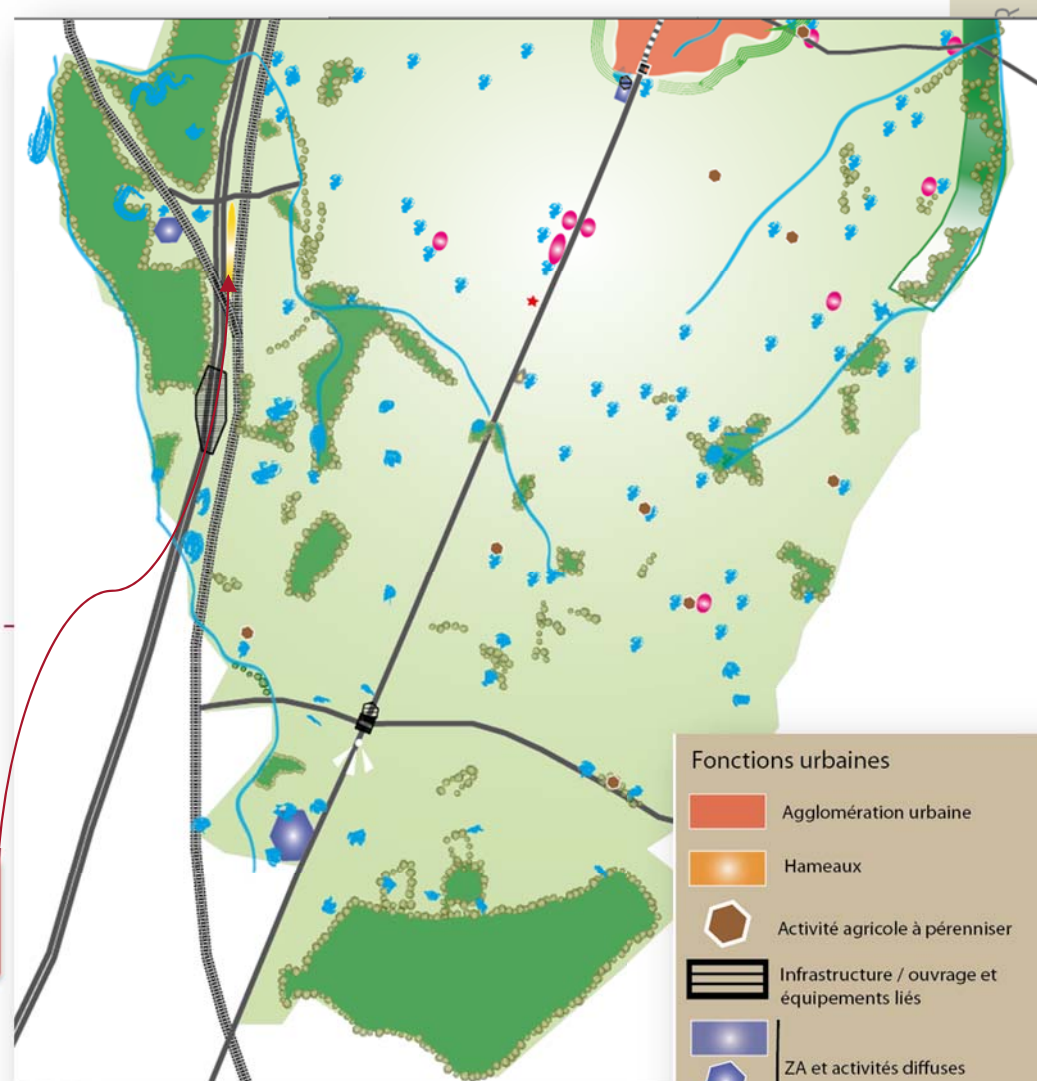 R
Fonctions urbaines
Agglomération urbaine
Hameaux
Activité agricole à pérenniser
Infrastructure / ouvrage et
équipements liés
ZA et activités diffuses